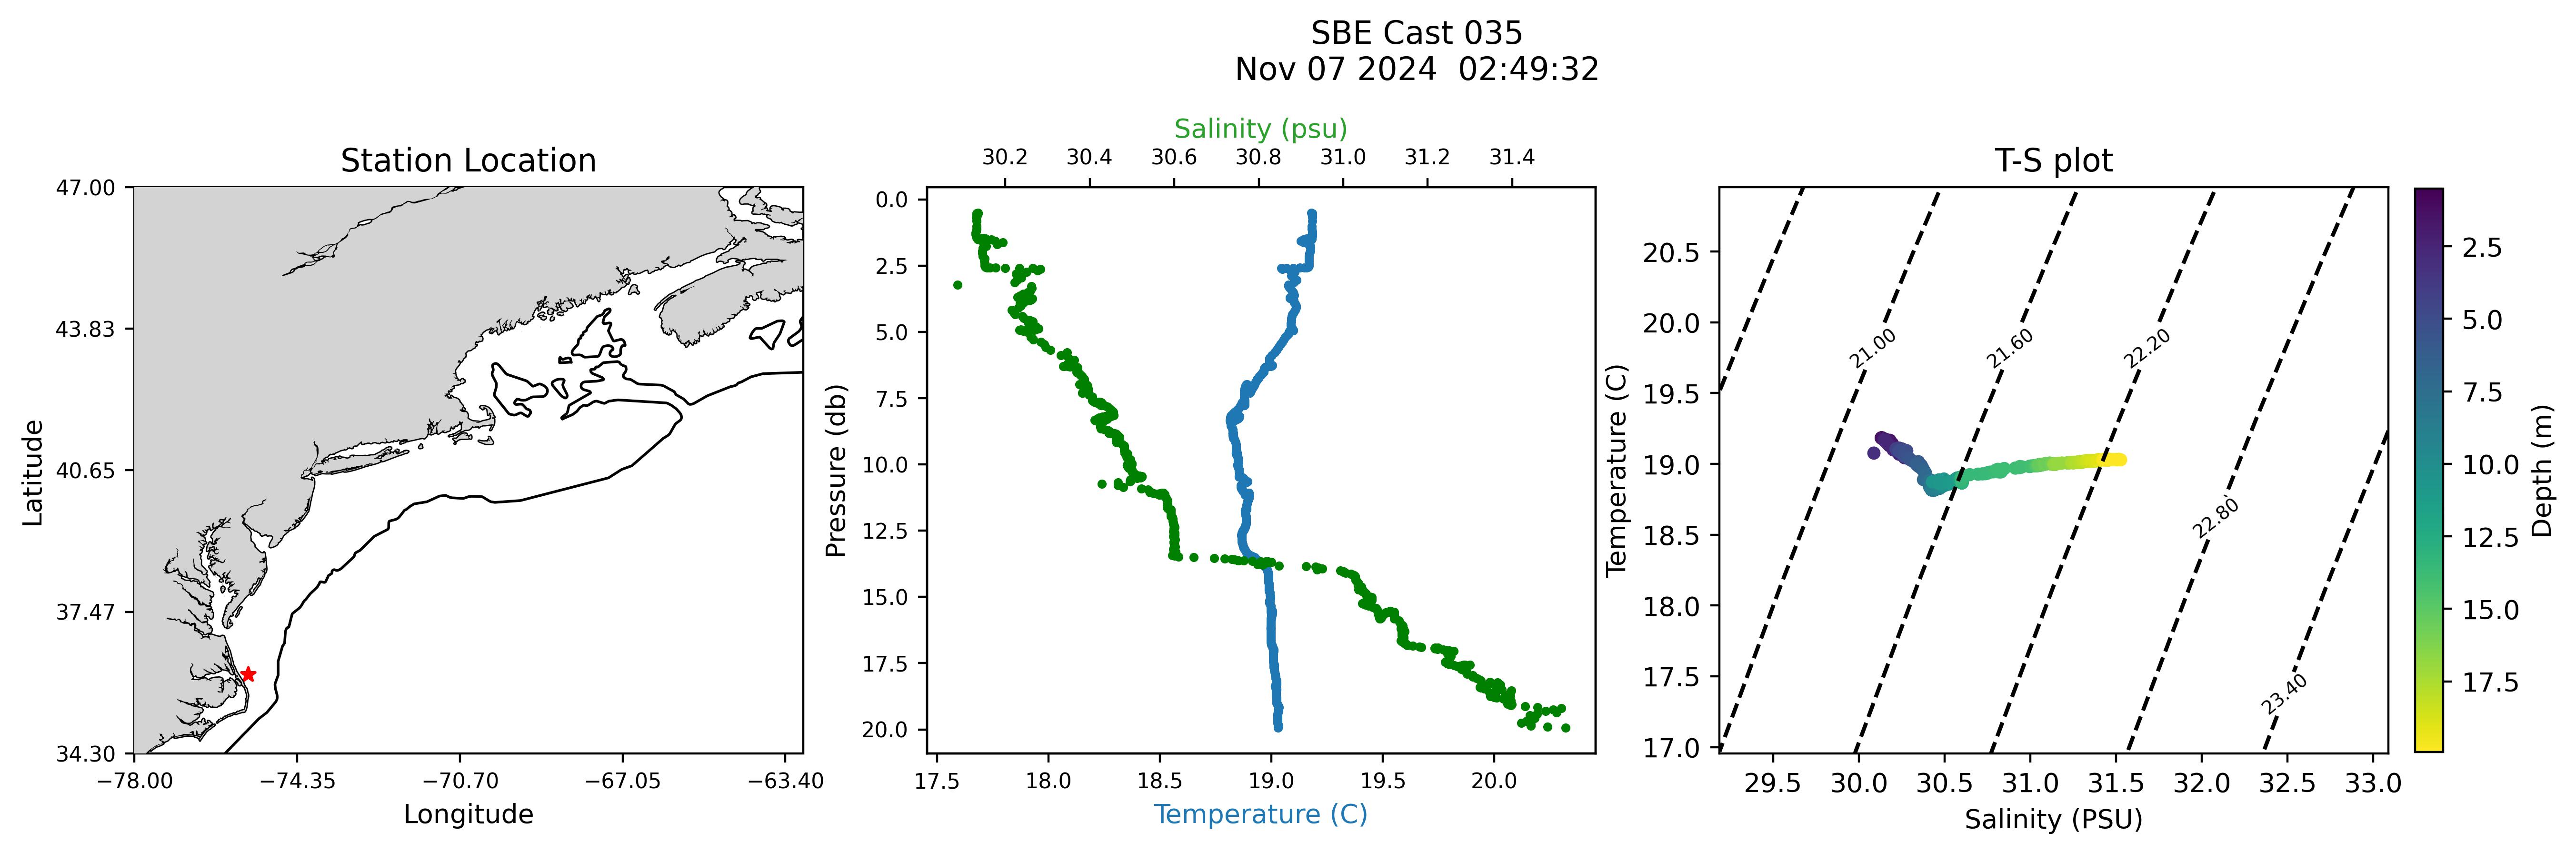 SBE Cast 035
Nov 07 2024  02:49:32
Station Location
47.00
43.83
40.65
37.47
34.30
−78.00 −74.35 −70.70 −67.05 −63.40
Latitude
Longitude
Salinity (psu)
30.2 30.4 30.6 30.8 31.0 31.2 31.4
0.0
2.5
5.0
7.5
10.0
12.5
15.0
17.5
20.0
Pressure (db)
17.5 18.0 18.5 19.0 19.5 20.0
Temperature (C)
T-S plot
20.5
20.0
19.5
19.0
18.5
18.0
17.5
17.0
Temperature (C)
21.00
21.60
22.20
22.80
23.40
29.5 30.0 30.5 31.0 31.5 32.0 32.5 33.0
Salinity (PSU)
2.5
5.0
7.5
10.0
12.5
15.0
17.5
Depth (m)